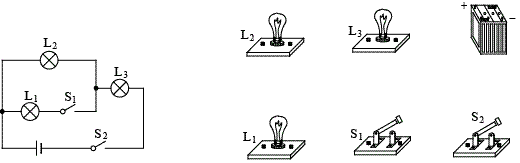 L₂
L₃
L₁
S₁
S₂
L₂
L₃
+
−
L₁
S₁
S₂